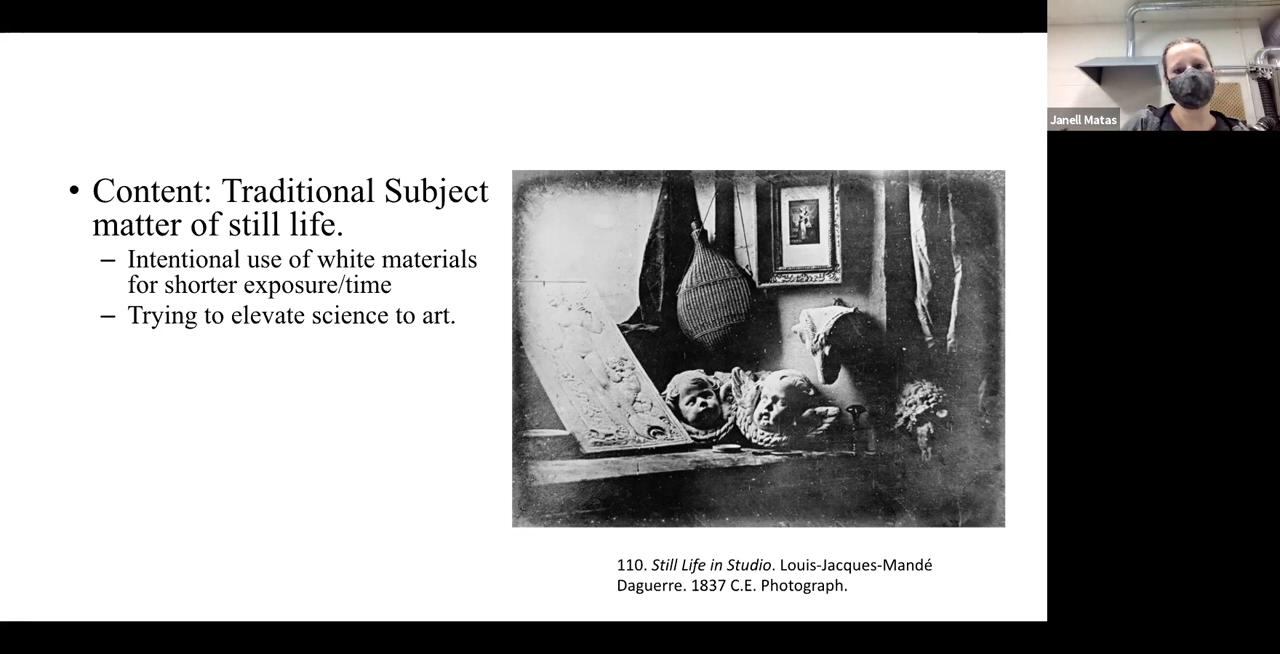 • Content: Traditional Subject
matter of still life.
– Intentional use of white materials
for shorter exposure/time
– Trying to elevate science to art.
110. Still Life in Studio. Louis-Jacques-Mandé
Daguerre. 1837 C.E. Photograph.
Janell Matas